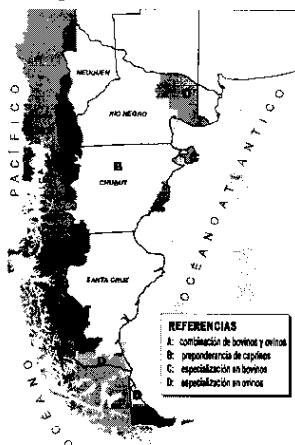 NEUQUEN
RIO NEGRO
B
CHUBUT
SANTA CRUZ
PACÍFICO
OCEANO
OCEANO ATLANTICO
REFERENCIAS
A: combinación de bovinos y ovinos
B: preponderancia de caprinos
C: especialización en bovinos
D: especialización en ovinos